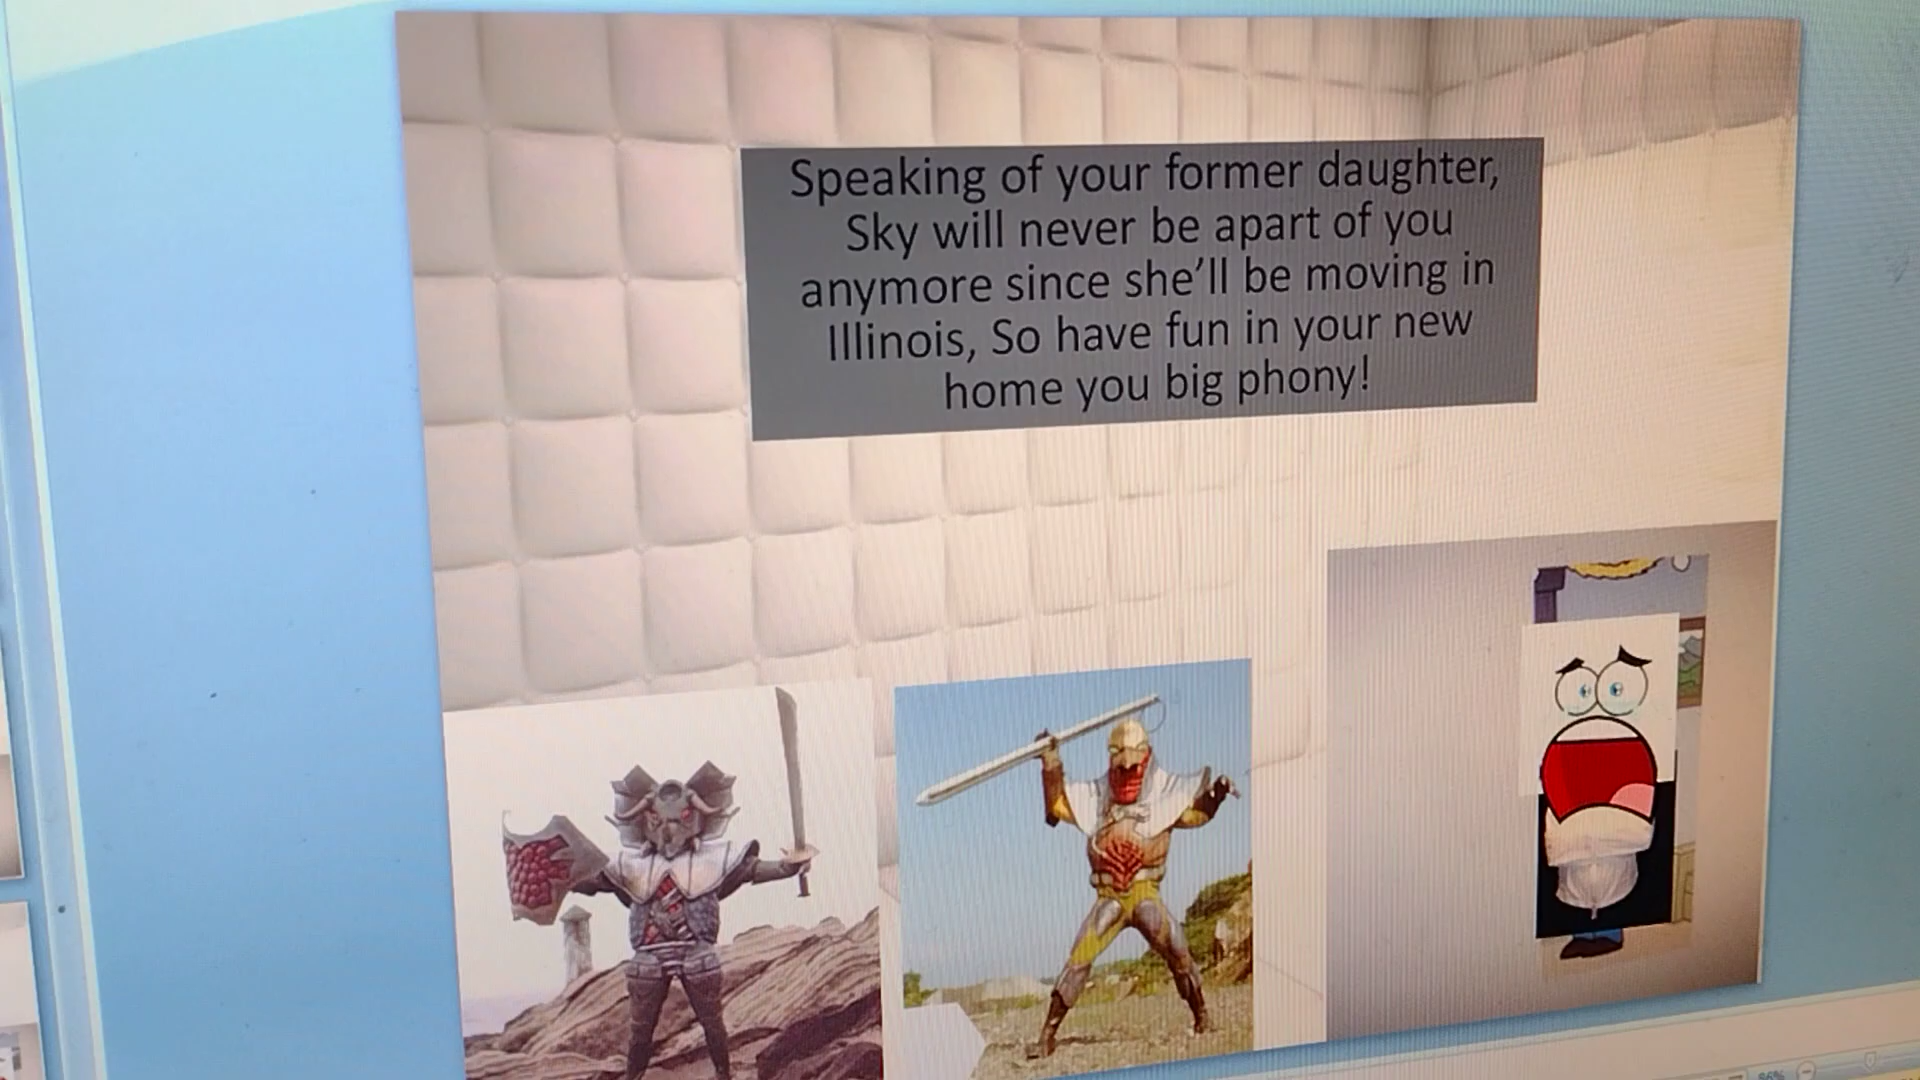 Speaking of your former daughter,
Sky will never be apart of you
anymore since she'll be moving in
Illinois, So have fun in your new
home you big phony!
86%